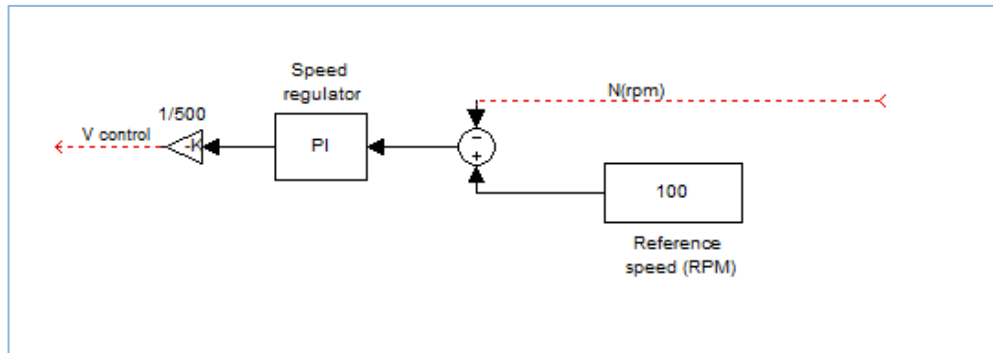 Speed
regulator
N(rpm)
1/500
V control
-K
PI
−
+
100
Reference
speed (RPM)